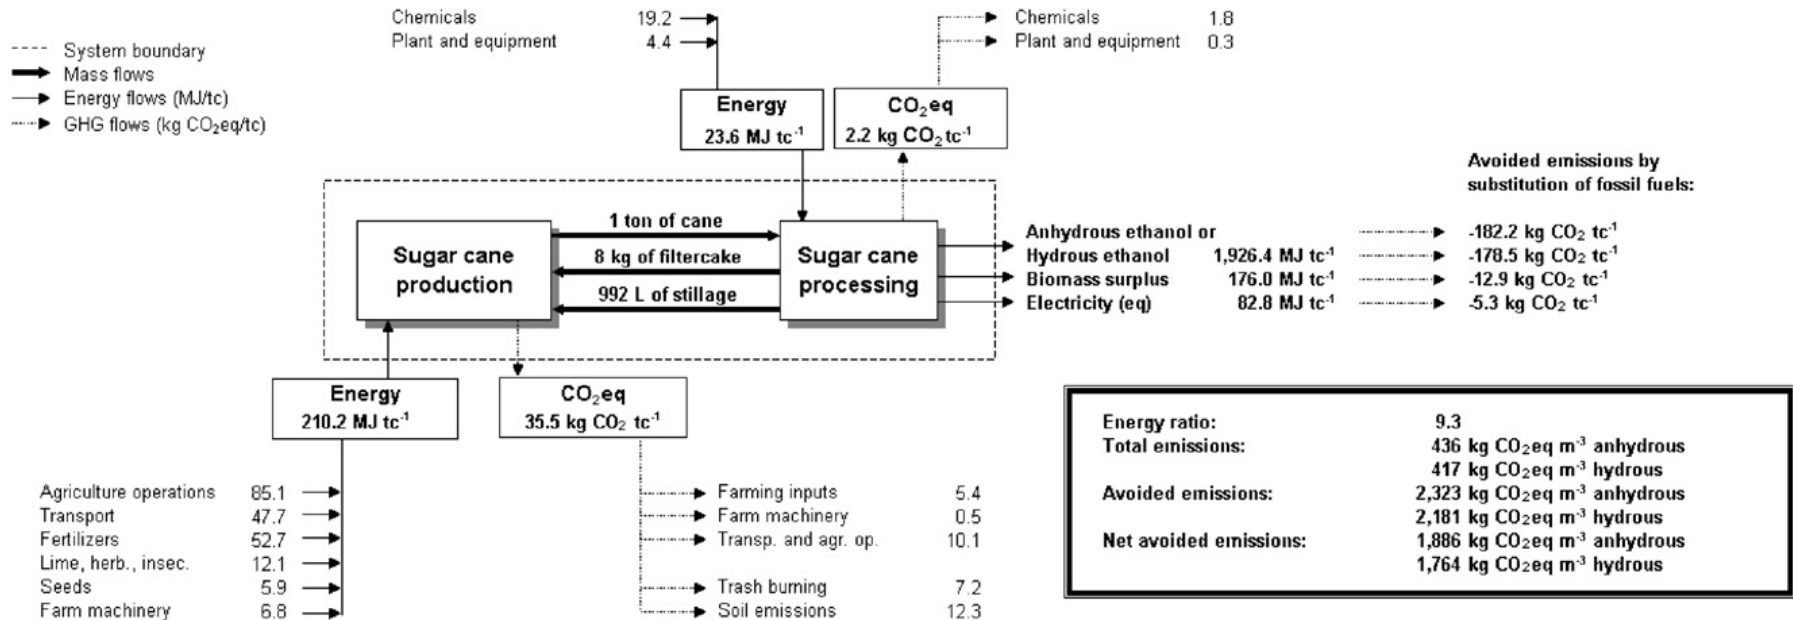 Chemicals 19.2
Plant and equipment 4.4
Chemicals 1.8
Plant and equipment 0.3
System boundary
Mass flows
Energy flows (MJ/tc)
GHG flows (kg CO₂eq/tc)
Energy
23.6 MJ tc⁻¹
CO₂eq
2.2 kg CO₂ tc⁻¹
Avoided emissions by
substitution of fossil fuels:
Sugar cane
production
1 ton of cane
8 kg of filtercake
992 L of stillage
Sugar cane
processing
Anhydrous ethanol or -182.2 kg CO₂ tc⁻¹
Hydrous ethanol 1,926.4 MJ tc⁻¹ -178.5 kg CO₂ tc⁻¹
Biomass surplus 176.0 MJ tc⁻¹ -12.9 kg CO₂ tc⁻¹
Electricity (eq) 82.8 MJ tc⁻¹ -5.3 kg CO₂ tc⁻¹
Energy
210.2 MJ tc⁻¹
CO₂eq
35.5 kg CO₂ tc⁻¹
Agriculture operations 85.1
Transport 47.7
Fertilizers 52.7
Lime, herb., insec. 12.1
Seeds 5.9
Farm machinery 6.8
Farming inputs 5.4
Farm machinery 0.5
Transp. and agr. op. 10.1
Trash burning 7.2
Soil emissions 12.3
Energy ratio: 9.3
Total emissions: 436 kg CO₂eq m⁻³ anhydrous
417 kg CO₂eq m⁻³ hydrous
Avoided emissions: 2,323 kg CO₂eq m⁻³ anhydrous
2,181 kg CO₂eq m⁻³ hydrous
Net avoided emissions: 1,886 kg CO₂eq m⁻³ anhydrous
1,764 kg CO₂eq m⁻³ hydrous